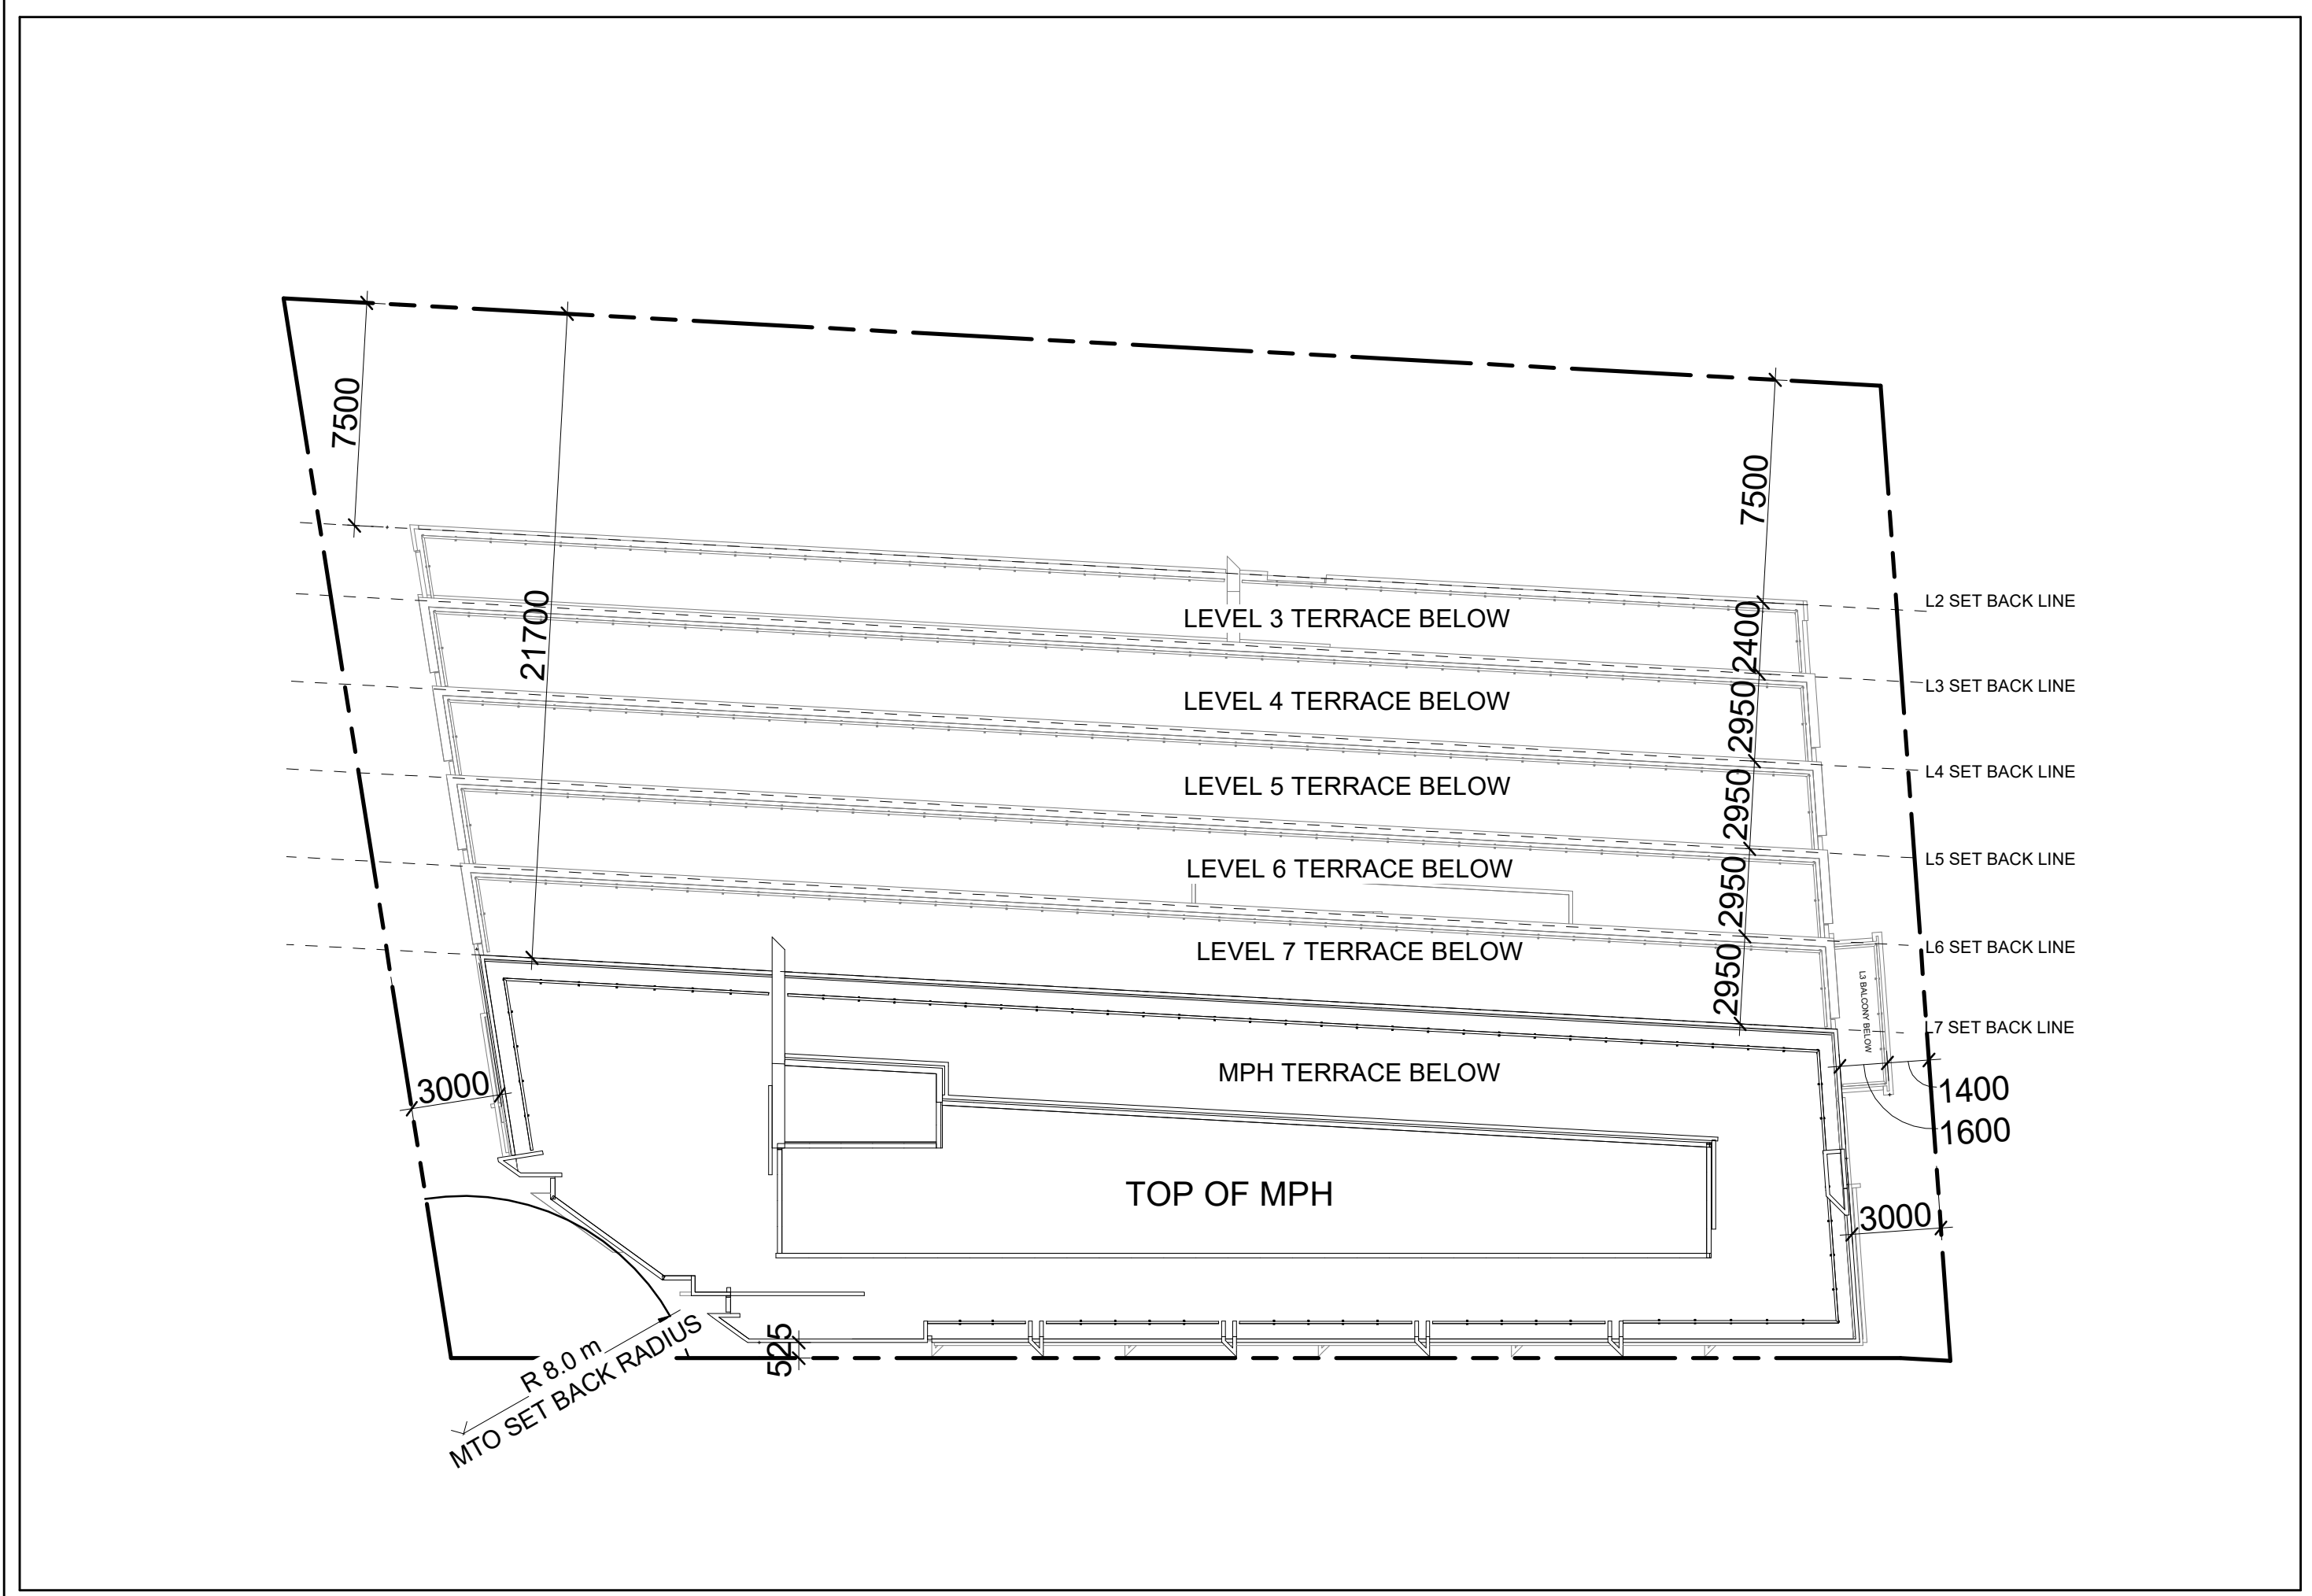 7500
7500
21700
L2 SET BACK LINE
LEVEL 3 TERRACE BELOW
2400
L3 SET BACK LINE
LEVEL 4 TERRACE BELOW
2950
L4 SET BACK LINE
LEVEL 5 TERRACE BELOW
2950
L5 SET BACK LINE
LEVEL 6 TERRACE BELOW
2950
L6 SET BACK LINE
LEVEL 7 TERRACE BELOW
2950
L3 BALCONY BELOW
L7 SET BACK LINE
MPH TERRACE BELOW
3000
1400
1600
TOP OF MPH
3000
525
R 8.0 m
MTO SET BACK RADIUS